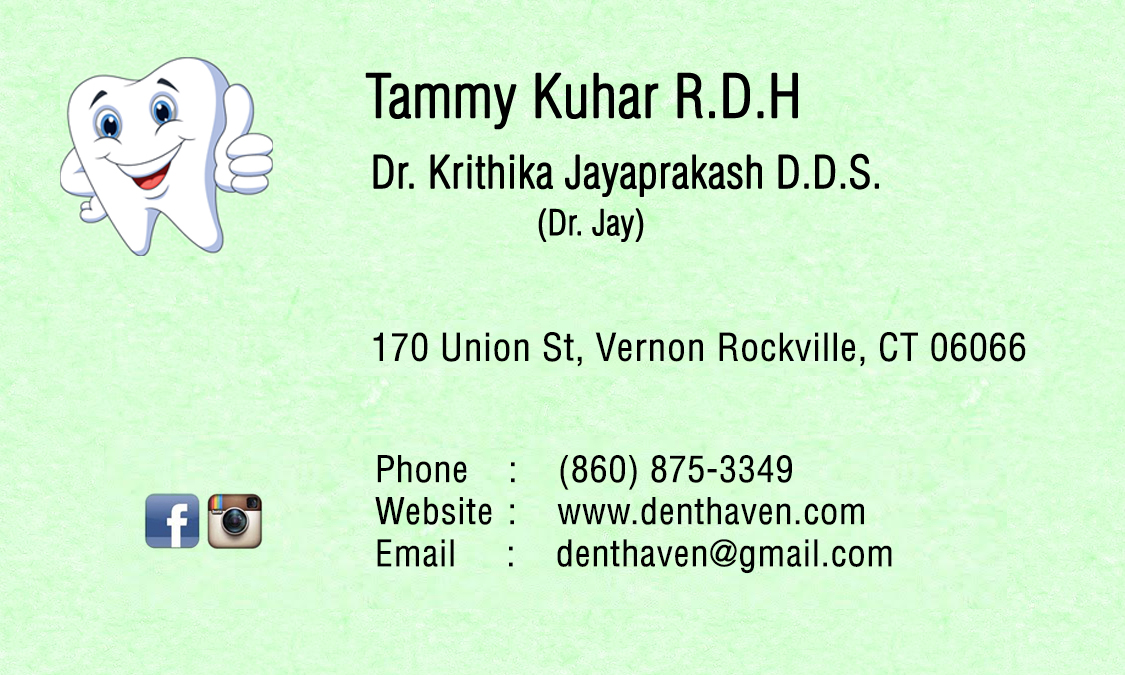 Tammy Kuhar R.D.H
Dr. Krithika Jayaprakash D.D.S.
(Dr. Jay)
170 Union St, Vernon Rockville, CT 06066
Phone : (860) 875-3349
Website : www.denthaven.com
Email : denthaven@gmail.com